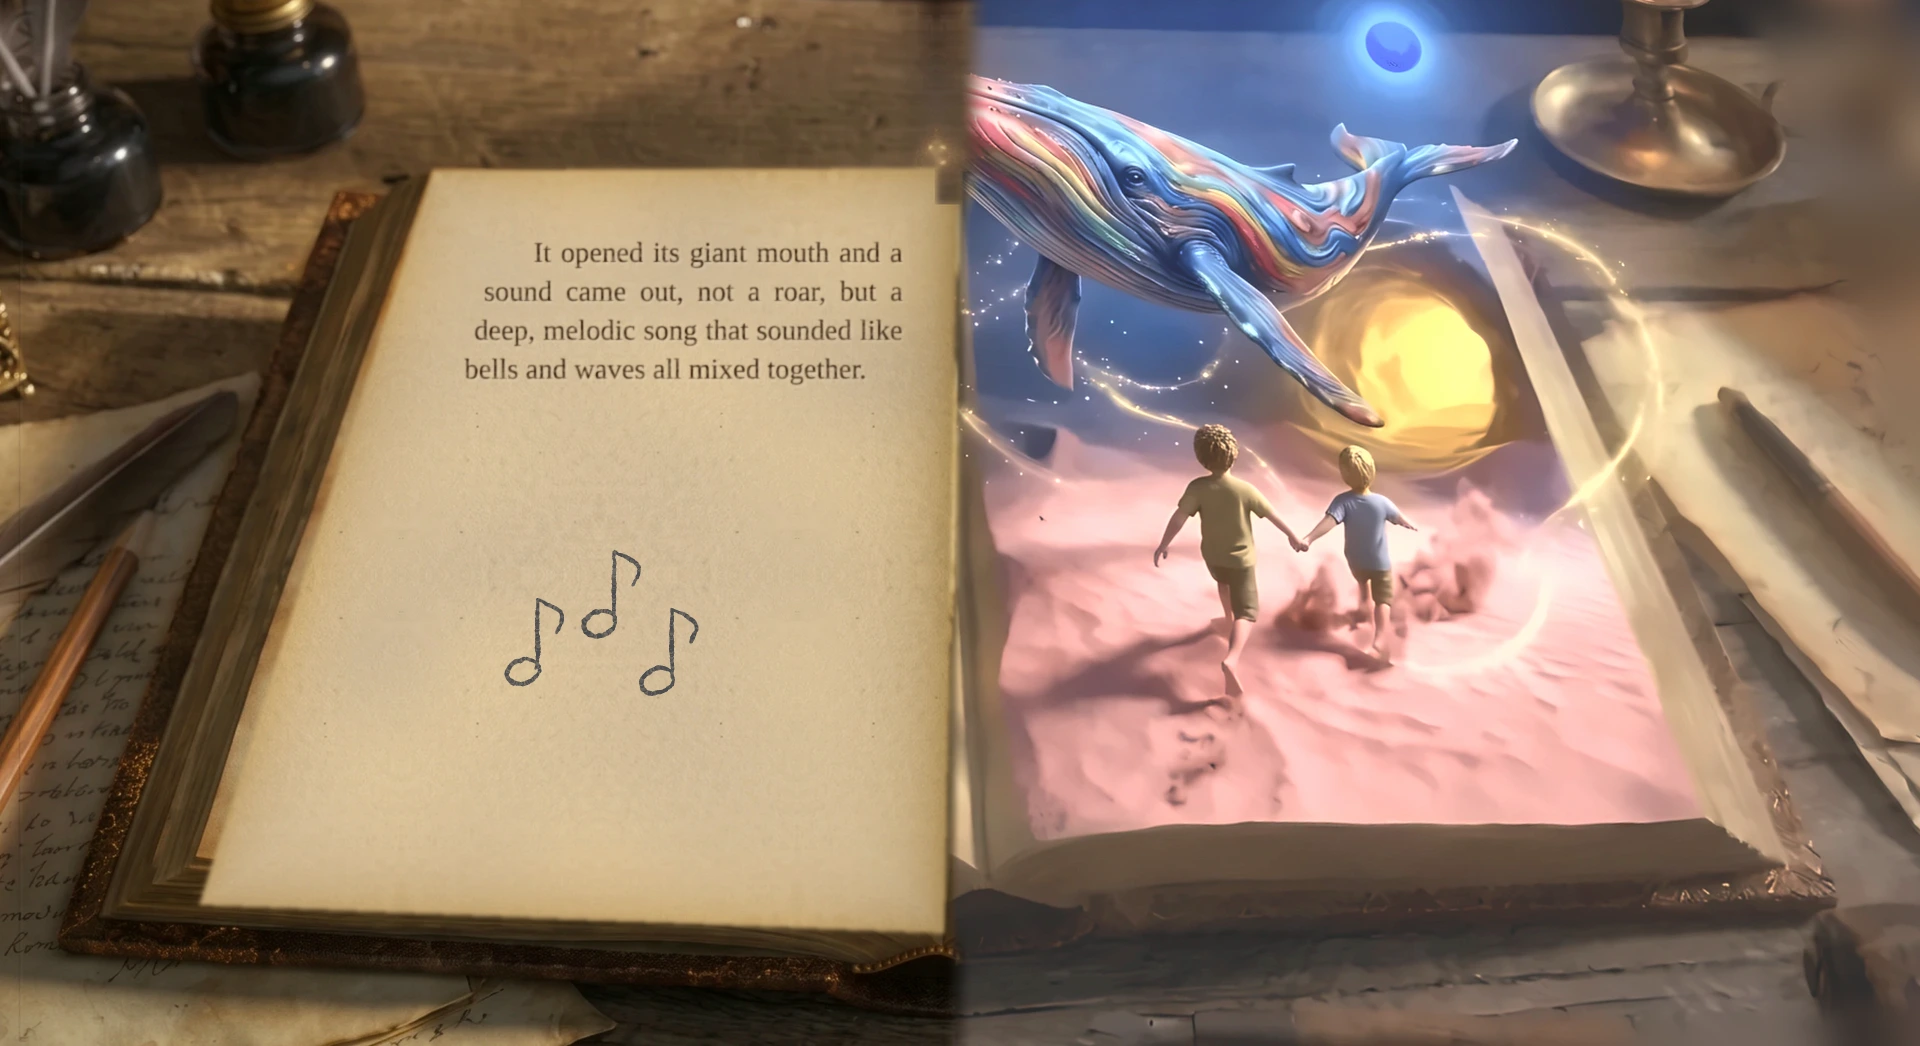 It opened its giant mouth and a
sound came out, not a roar, but a
deep, melodic song that sounded like
bells and waves all mixed together.